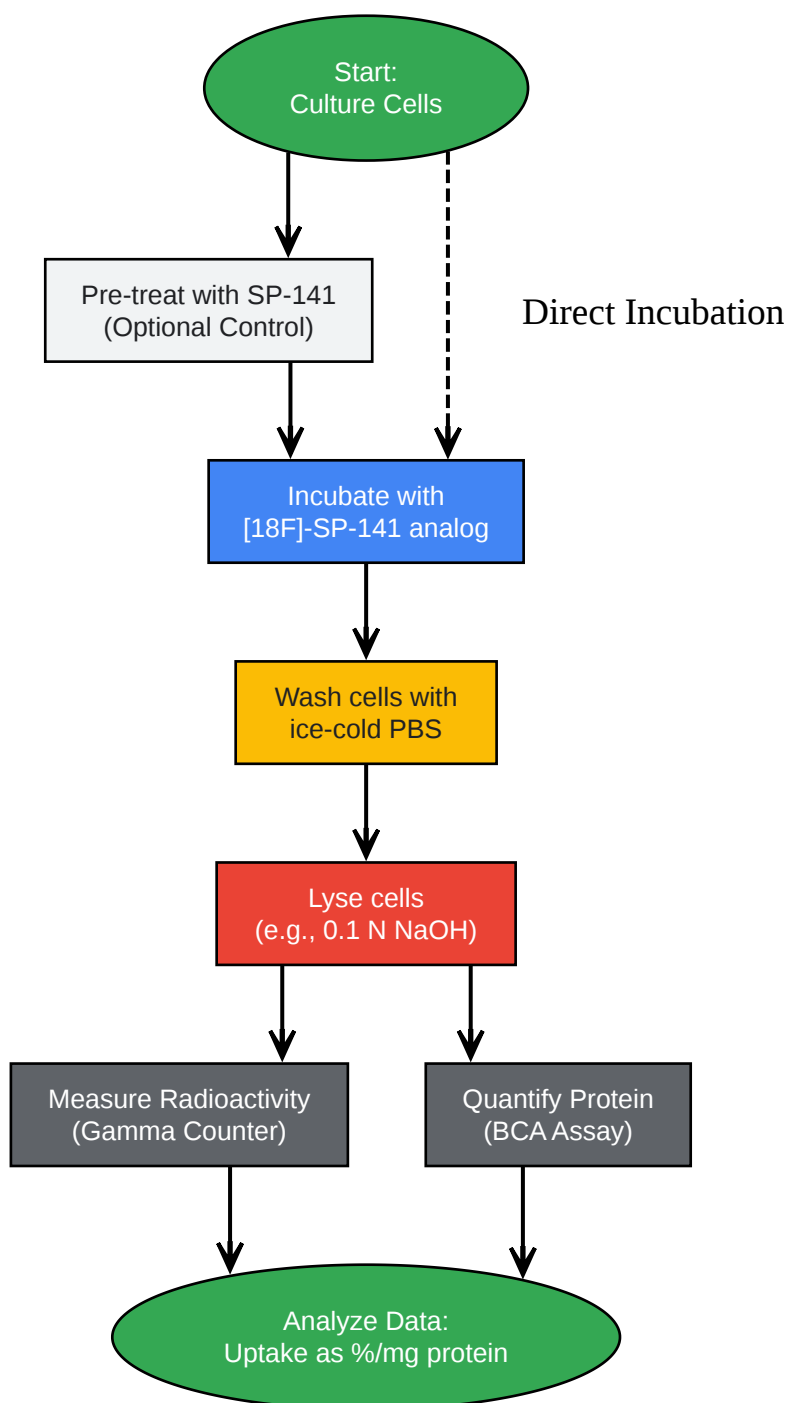 Start:
Culture Cells
Pre-treat with SP-141
(Optional Control)
Direct Incubation
Incubate with
[18F]-SP-141 analog
Wash cells with
ice-cold PBS
Lyse cells
(e.g., 0.1 N NaOH)
Measure Radioactivity
(Gamma Counter)
Quantify Protein
(BCA Assay)
Analyze Data:
Uptake as %/mg protein